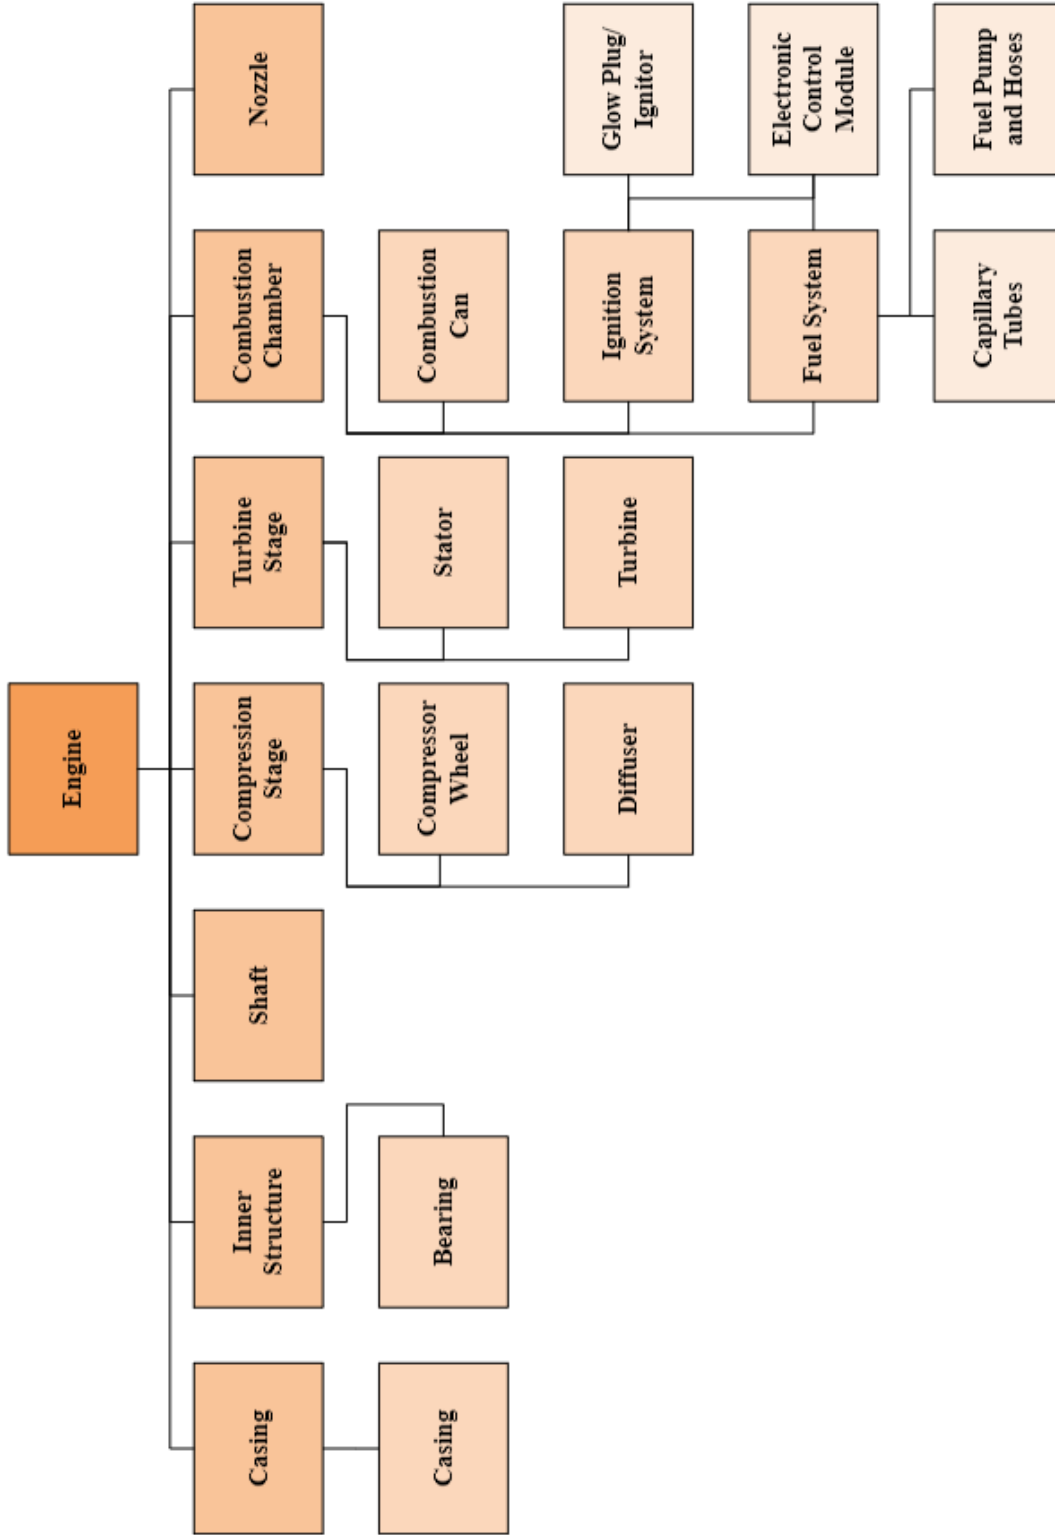 Engine
Casing
Inner
Structure
Shaft
Compression
Stage
Turbine
Stage
Combustion
Chamber
Nozzle
Casing
Bearing
Compressor
Wheel
Stator
Combustion
Can
Diffuser
Turbine
Ignition
System
Glow Plug/
Ignitor
Fuel System
Electronic
Control
Module
Capillary
Tubes
Fuel Pump
and Hoses